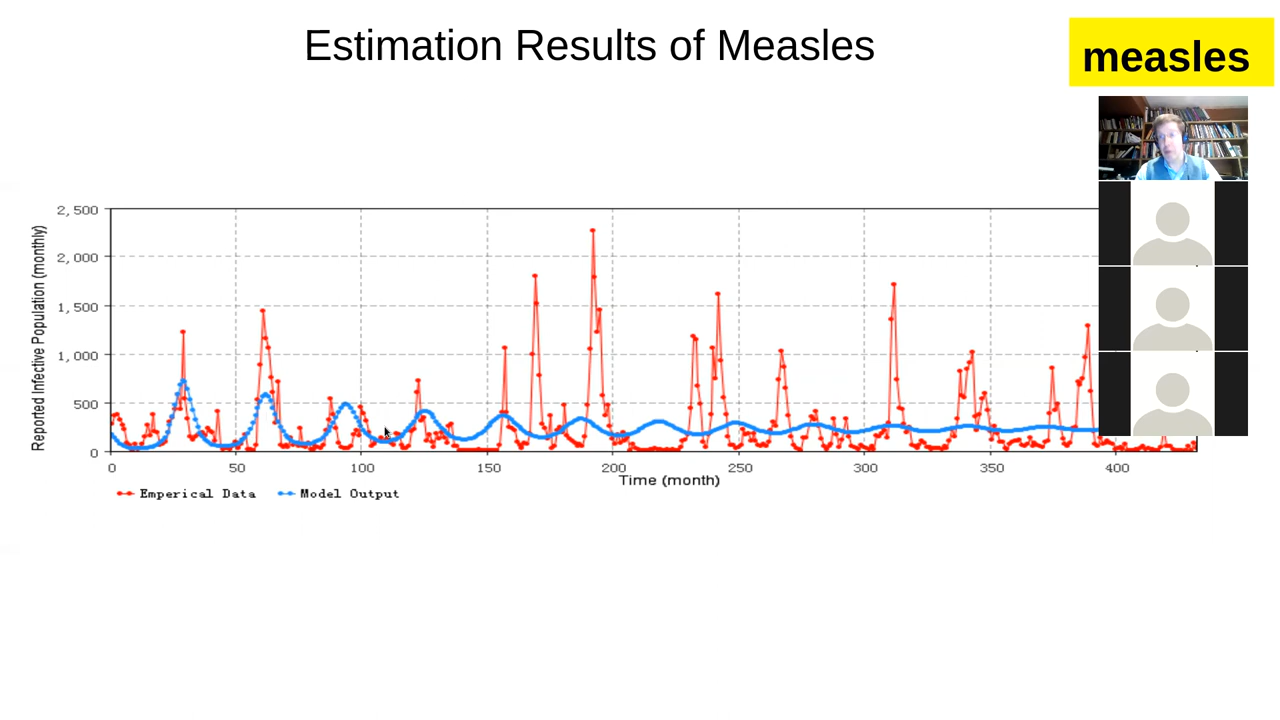 Estimation Results of Measles
measles
Reported Infective Population (monthly)
2,500
2,000
1,500
1,000
500
0
0 50 100 150 200 250 300 350 400
Time (month)
Emperical Data Model Output